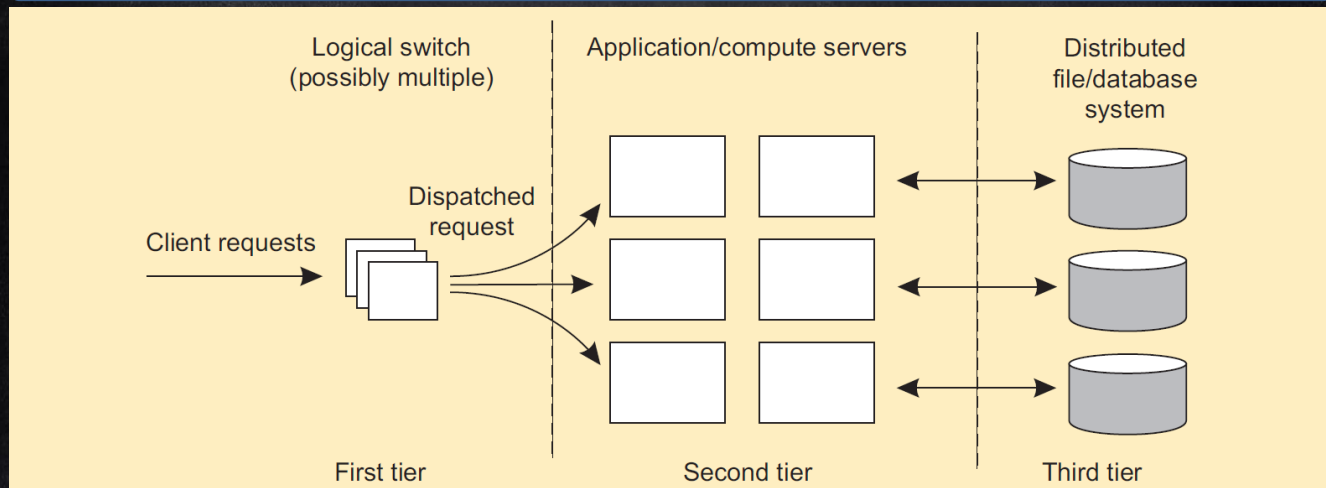 Logical switch
(possibly multiple)
Application/compute servers
Distributed
file/database
system
Dispatched
request
Client requests
First tier
Second tier
Third tier